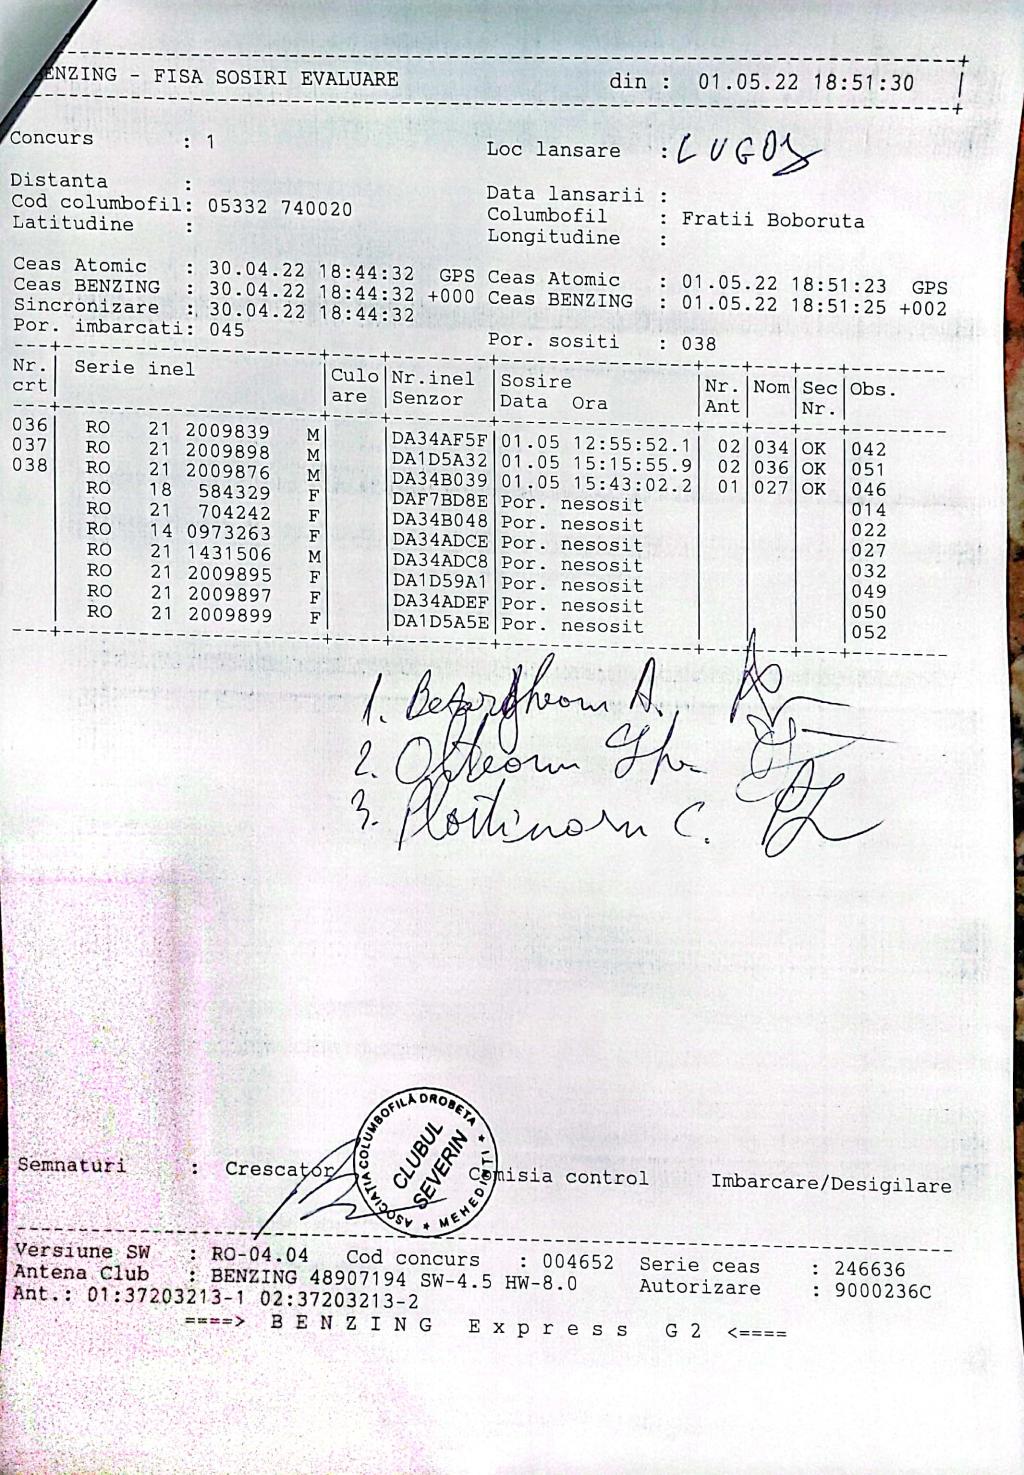 BENZING - FISA SOSIRI EVALUARE din : 01.05.22 18:51:30
Concurs : 1 Loc lansare : LUGOJ
Distanta : Data lansarii :
Cod columbofil: 05332 740020 Columbofil : Fratii Boboruta
Latitudine : Longitudine :
Ceas Atomic : 30.04.22 18:44:32 GPS Ceas Atomic : 01.05.22 18:51:23 GPS
Ceas BENZING : 30.04.22 18:44:32 +000 Ceas BENZING : 01.05.22 18:51:25 +002
Sincronizare : 30.04.22 18:44:32
Por. imbarcati: 045 Por. sositi : 038
Nr. Serie inel Culo Nr.inel Sosire Nr. Nom Sec Obs.
crt are Senzor Data Ora Ant Nr.
036 RO 21 2009839 M DA34AF5F 01.05 12:55:52.1 02 034 OK 042
037 RO 21 2009898 M DA1D5A32 01.05 15:15:55.9 02 036 OK 051
038 RO 21 2009876 M DA34B039 01.05 15:43:02.2 01 027 OK 046
RO 18 584329 F DAF7BD8E Por. nesosit 014
RO 21 704242 F DA34B048 Por. nesosit 022
RO 14 0973263 F DA34ADCE Por. nesosit 027
RO 21 1431506 M DA34ADC8 Por. nesosit 032
RO 21 2009895 F DA1D59A1 Por. nesosit 049
RO 21 2009897 F DA34ADEF Por. nesosit 050
RO 21 2009899 F DA1D5A5E Por. nesosit 052
1. A.
2.
3. C.
ASOCIATIA COLUMBOFILĂ DROBETA ★ MEHEDINTI ★
CLUBUL
SEVERIN
Semnaturi : Crescator Comisia control Imbarcare/Desigilare
Versiune SW : RO-04.04 Cod concurs : 004652 Serie ceas : 246636
Antena Club : BENZING 48907194 SW-4.5 HW-8.0 Autorizare : 9000236C
Ant.: 01:37203213-1 02:37203213-2
====> B E N Z I N G E x p r e s s G 2 <====